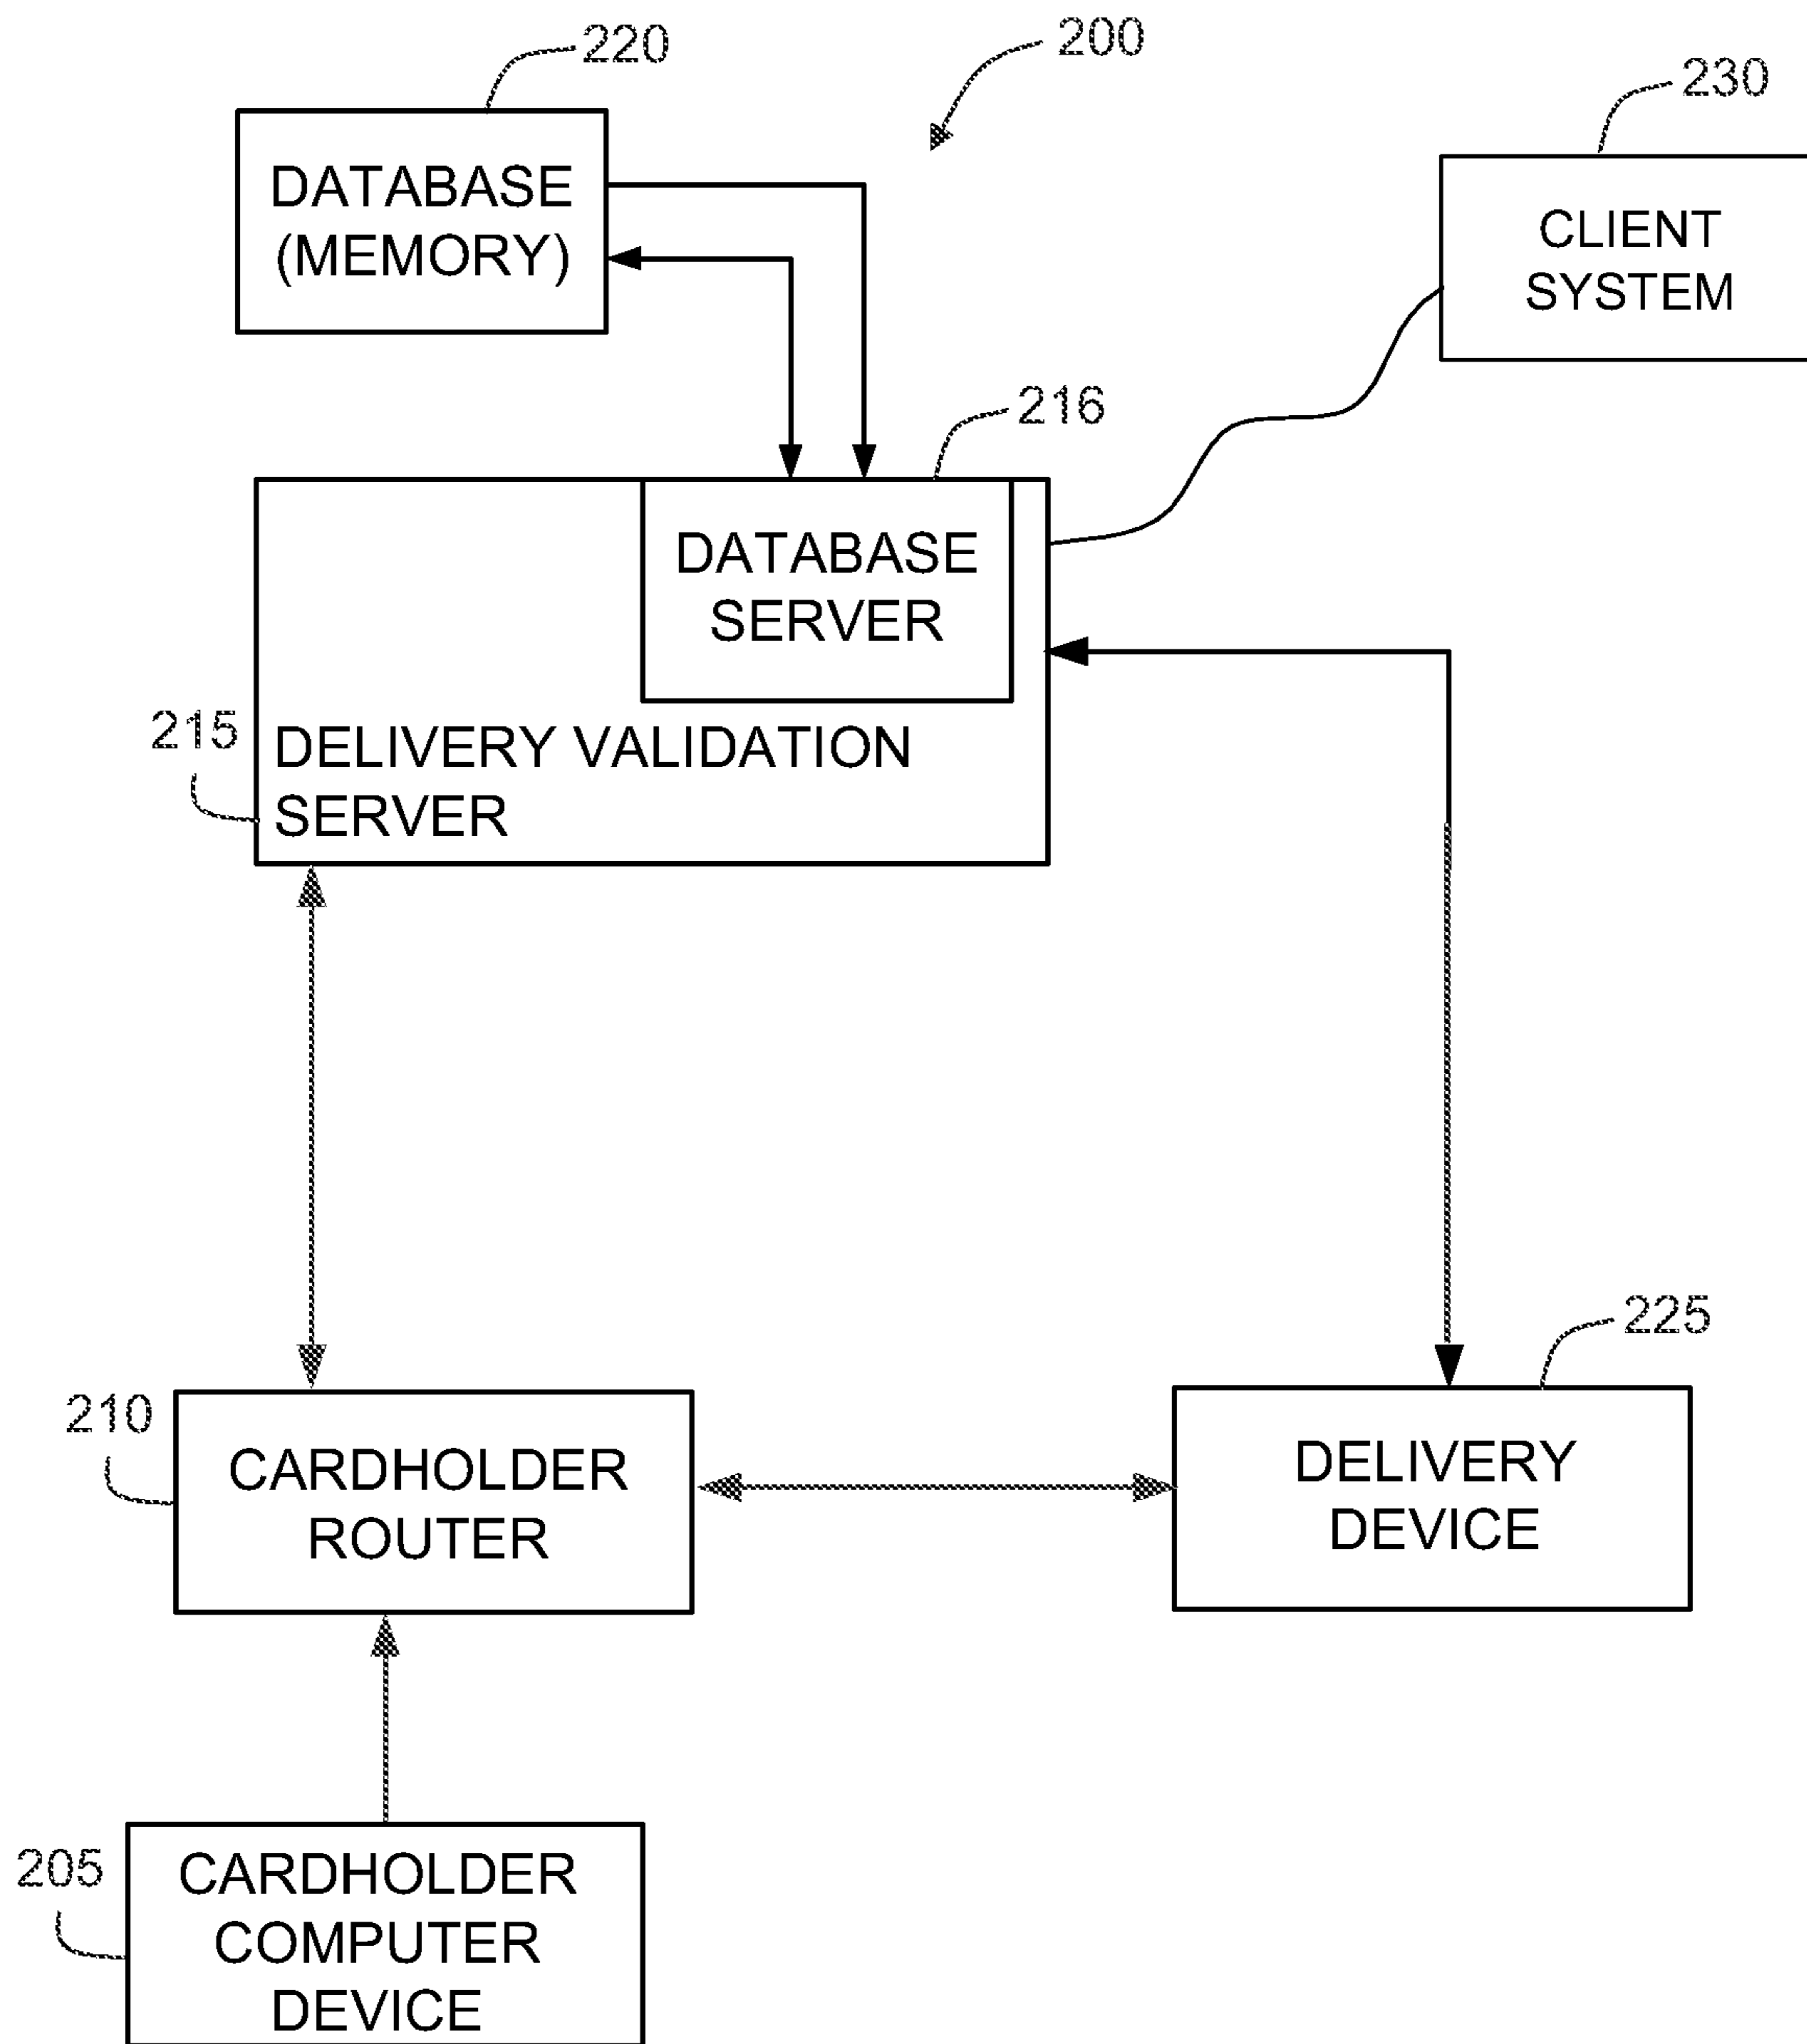 220
200
230
DATABASE
(MEMORY)
CLIENT
SYSTEM
216
DATABASE
SERVER
215
DELIVERY VALIDATION
SERVER
225
210
CARDHOLDER
ROUTER
DELIVERY
DEVICE
205
CARDHOLDER
COMPUTER
DEVICE